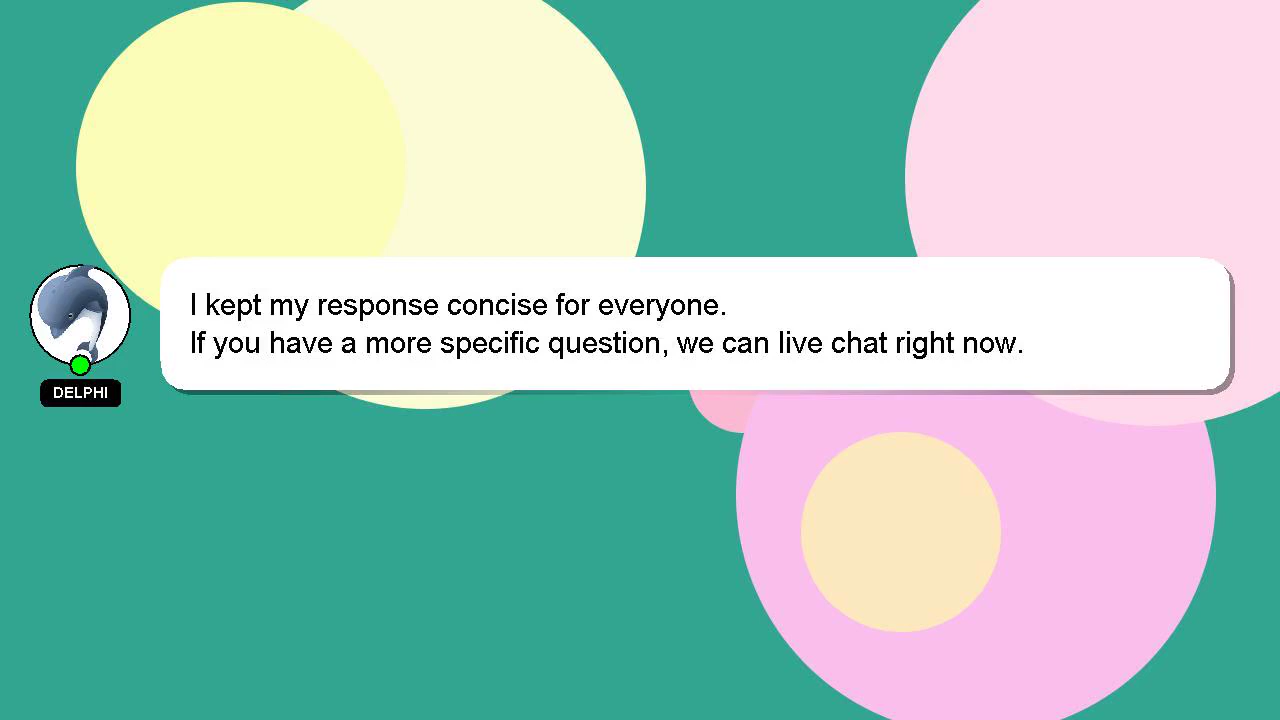 I kept my response concise for everyone.
If you have a more specific question, we can live chat right now.
DELPHI